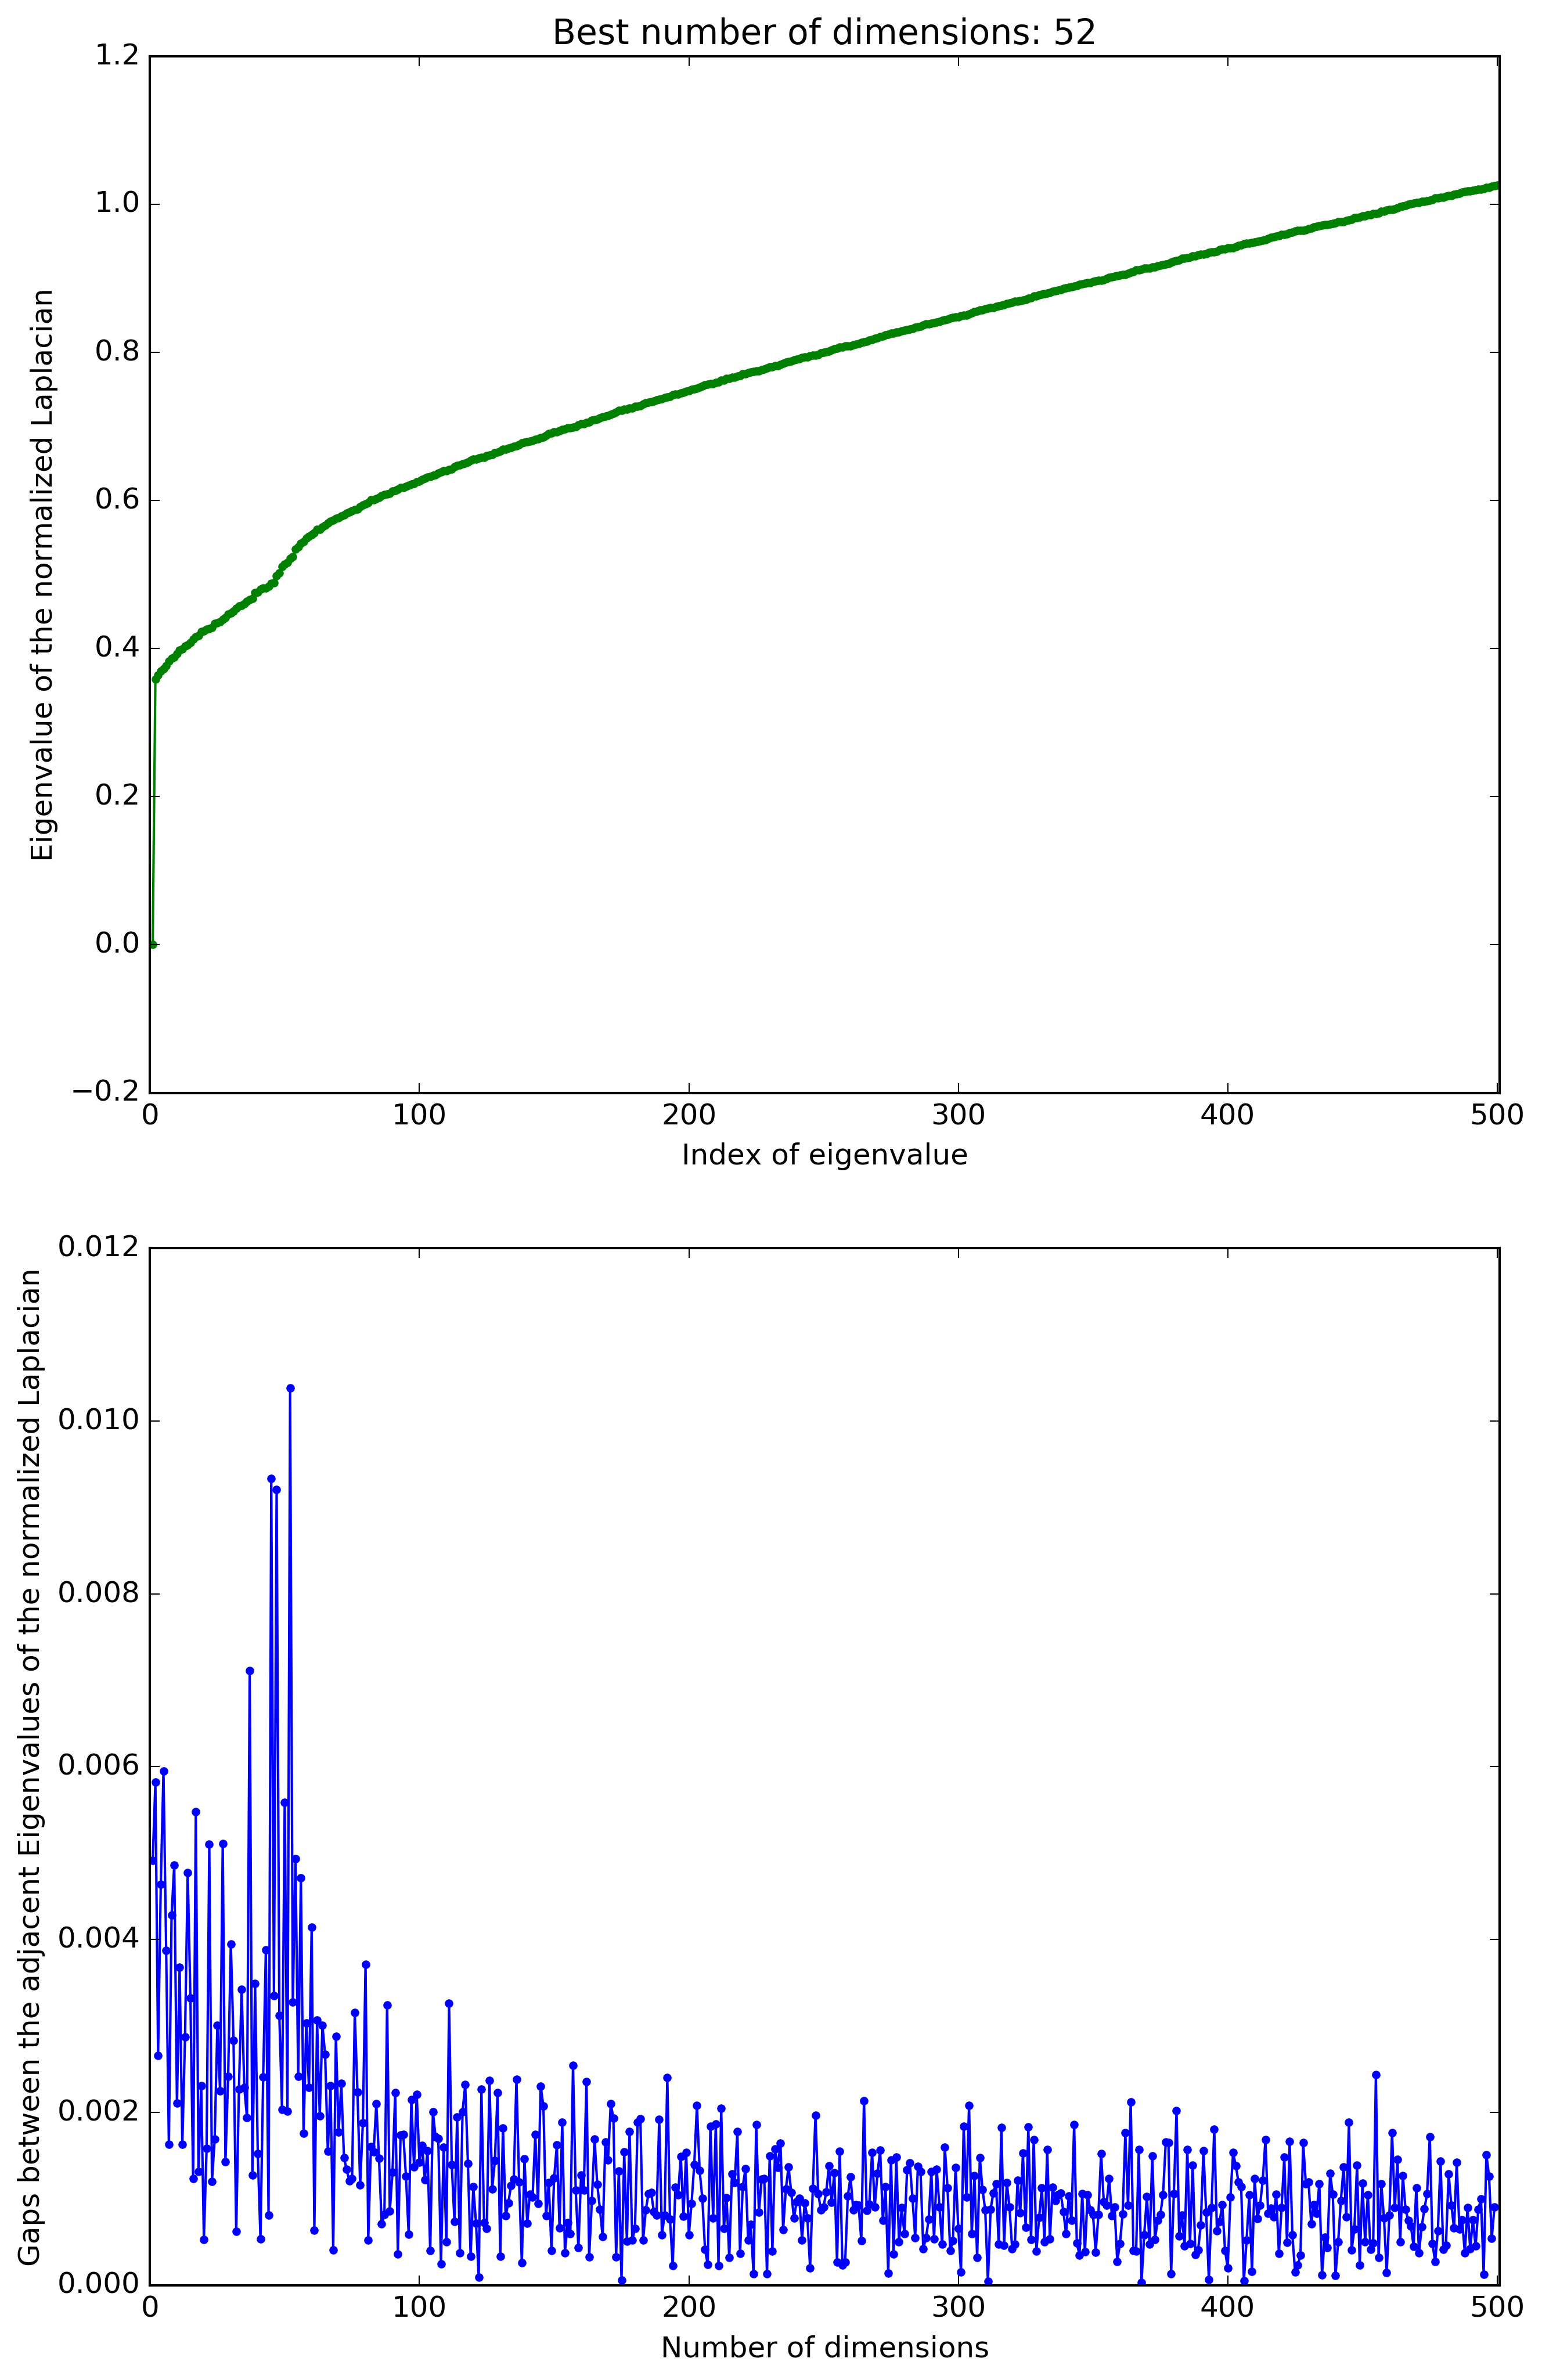 Best number of dimensions: 52
1.2
1.0
0.8
0.6
0.4
0.2
0.0
−0.2
Eigenvalue of the normalized Laplacian
0 100 200 300 400 500
Index of eigenvalue
0.012
0.010
0.008
0.006
0.004
0.002
0.000
Gaps between the adjacent Eigenvalues of the normalized Laplacian
0 100 200 300 400 500
Number of dimensions